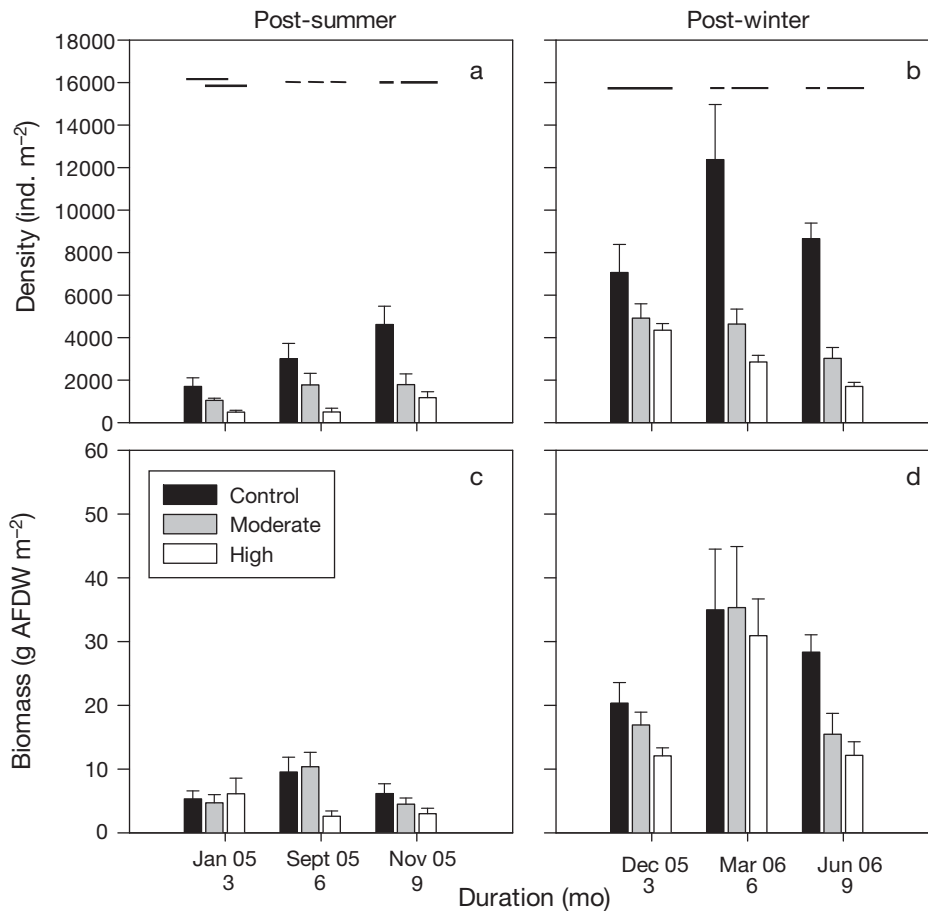 Post-summer
Post-winter
Density (ind. m⁻²)
18000
16000
14000
12000
10000
8000
6000
4000
2000
0
a
b
Biomass (g AFDW m⁻²)
60
50
40
30
20
10
0
c
Control
Moderate
High
d
Jan 05
3
Sept 05
6
Nov 05
9
Dec 05
3
Mar 06
6
Jun 06
9
Duration (mo)